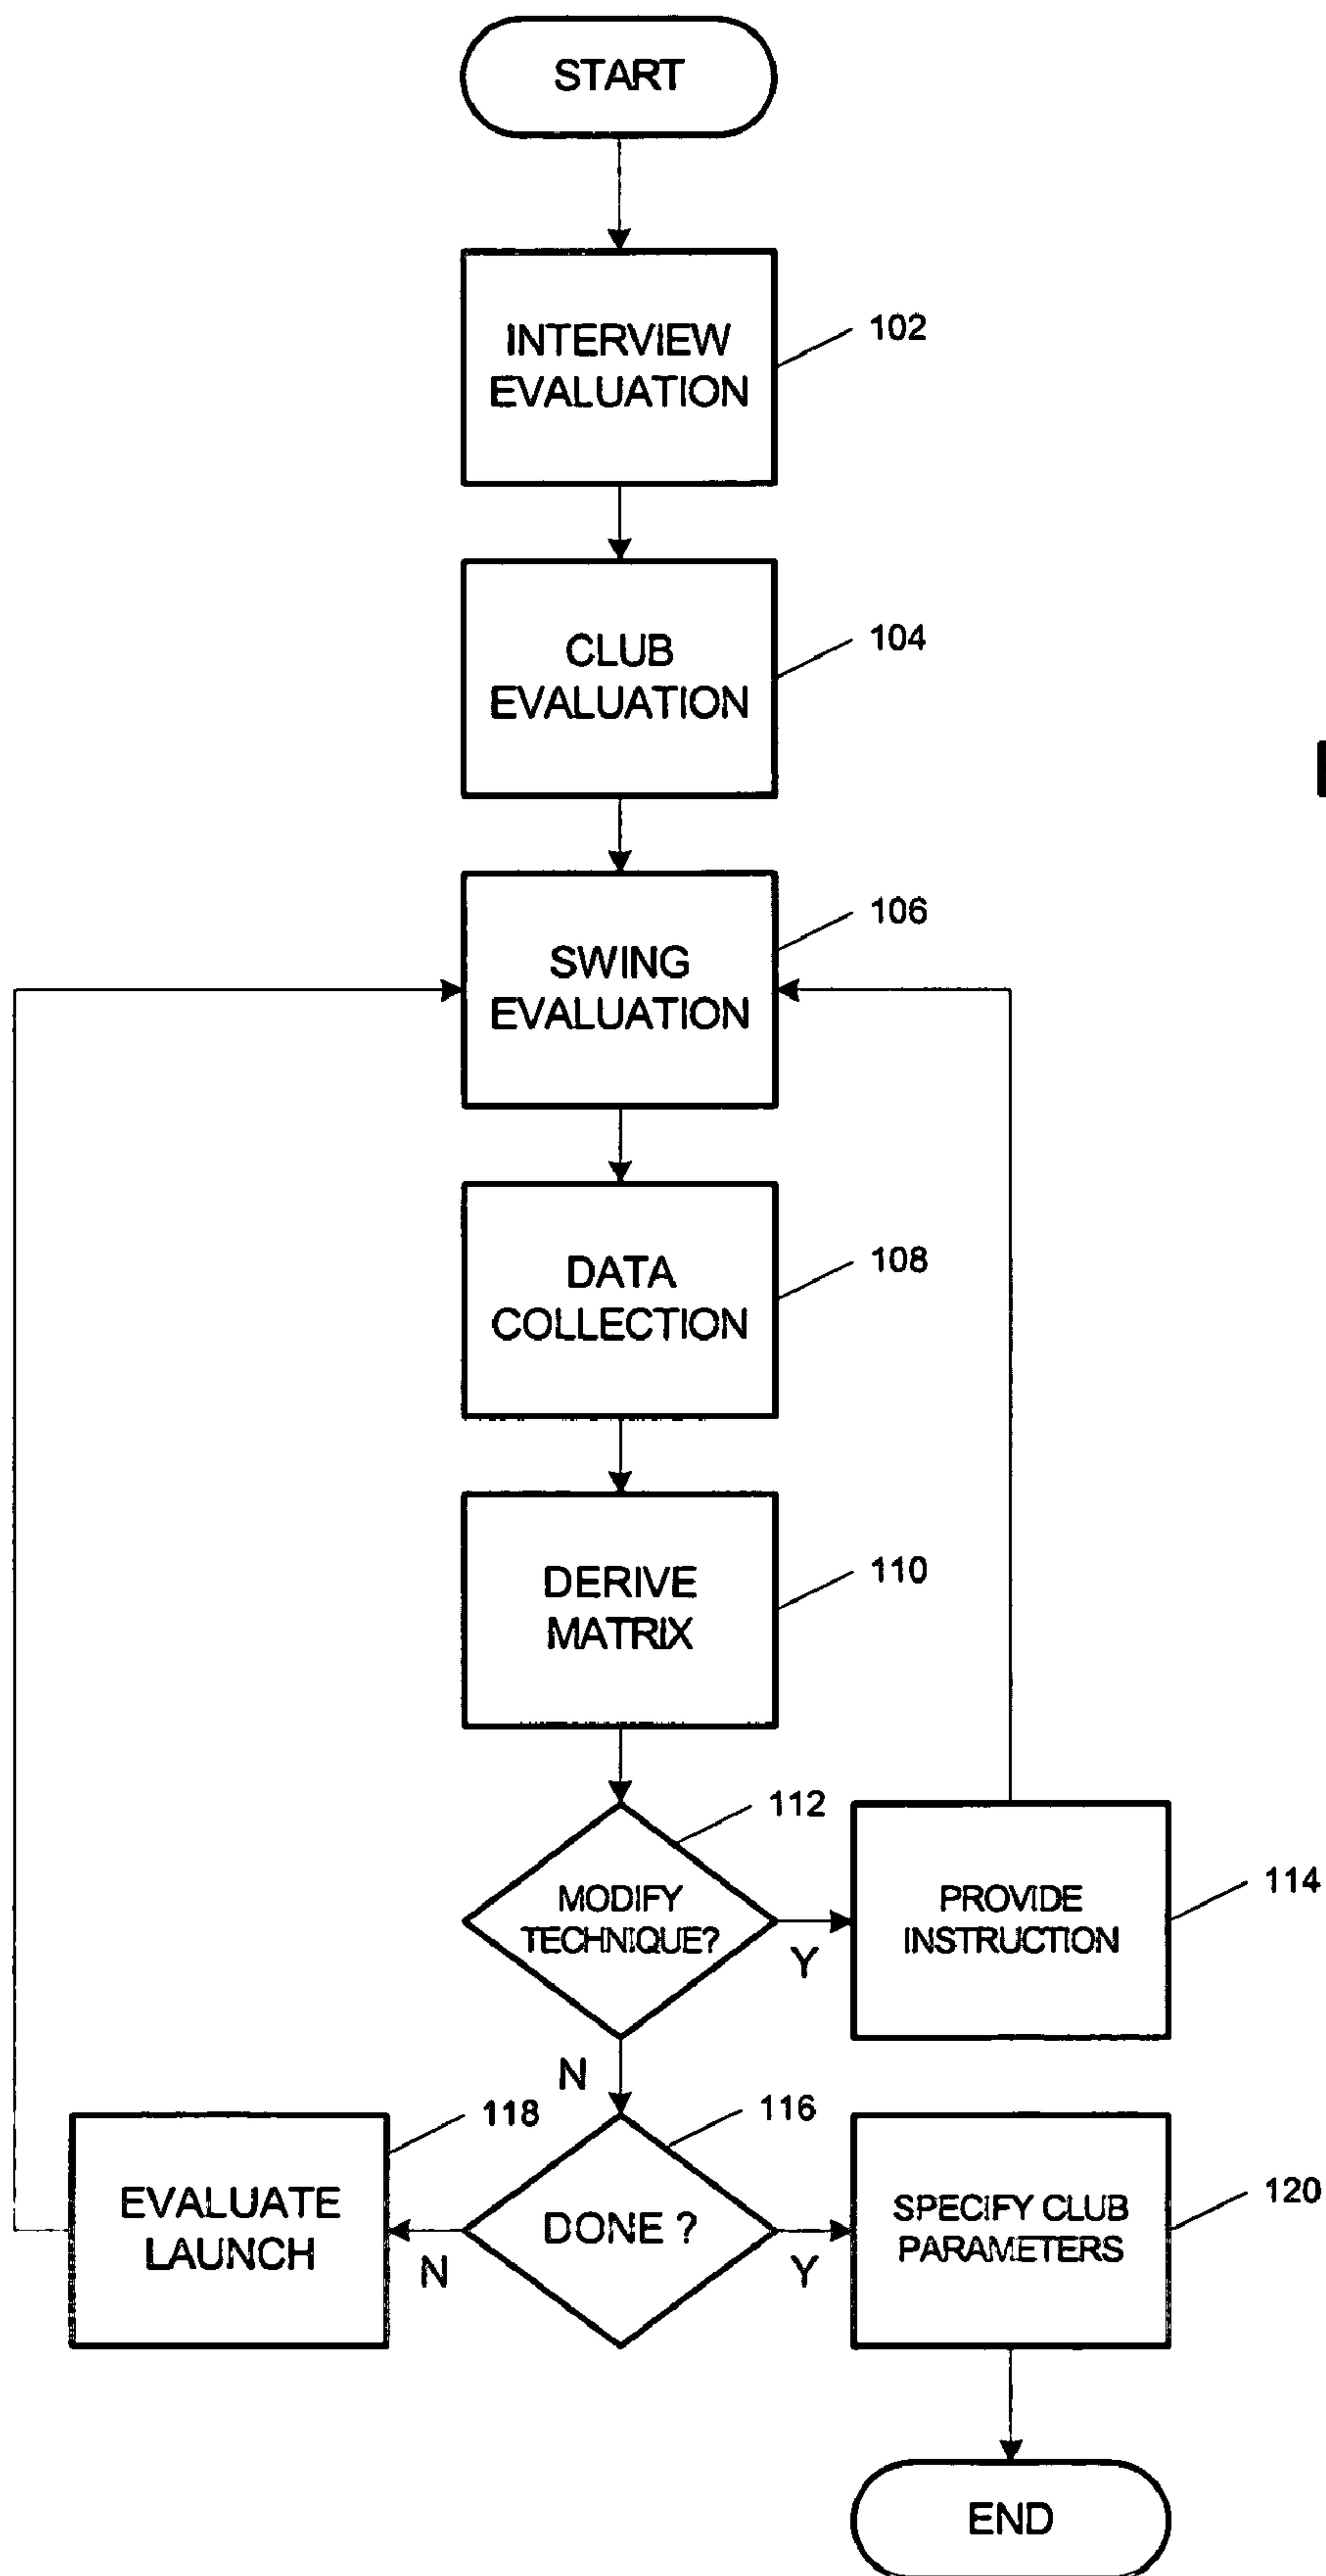 START
INTERVIEW
EVALUATION
102
CLUB
EVALUATION
104
SWING
EVALUATION
106
DATA
COLLECTION
108
DERIVE
MATRIX
110
112
MODIFY
TECHNIQUE?
Y
PROVIDE
INSTRUCTION
114
N
118
116
EVALUATE
LAUNCH
N
DONE ?
Y
SPECIFY CLUB
PARAMETERS
120
END